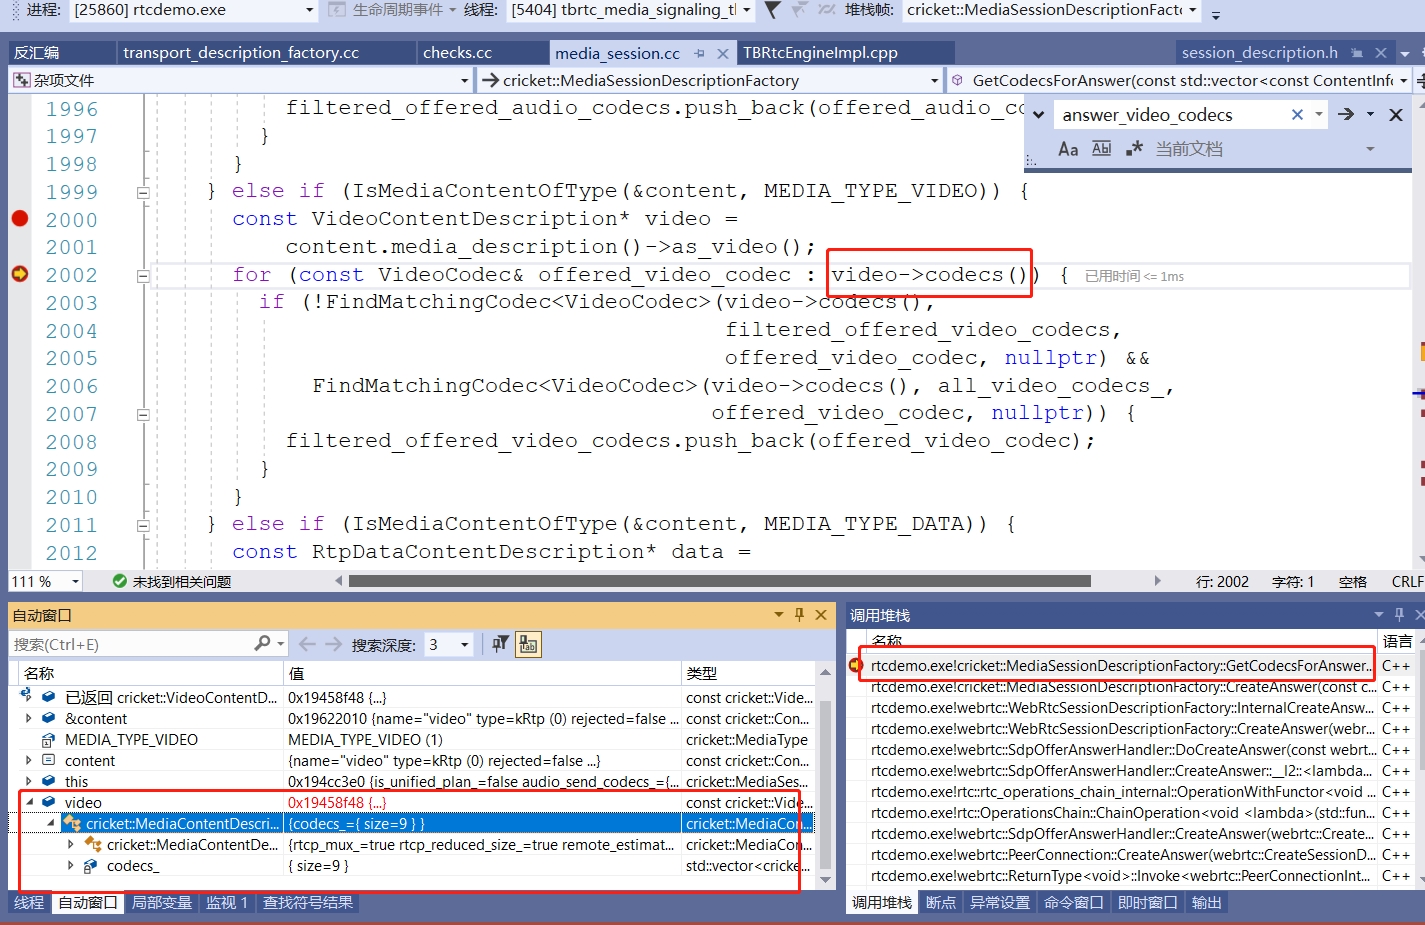 进程: [25860] rtcdemo.exe 生命周期事件 线程: [5404] tbrtc_media_signaling_tl 堆栈帧: cricket::MediaSessionDescriptionFacto
反汇编 transport_description_factory.cc checks.cc media_session.cc TBRtcEngineImpl.cpp session_description.h
杂项文件 cricket::MediaSessionDescriptionFactory GetCodecsForAnswer(const std::vector<const ContentInfo
answer_video_codecs
Aa Abl .* 当前文档
1996 filtered_offered_audio_codecs.push_back(offered_audio_co
1997 }
1998 }
1999 } else if (IsMediaContentOfType(&content, MEDIA_TYPE_VIDEO)) {
2000 const VideoContentDescription* video =
2001 content.media_description()->as_video();
2002 for (const VideoCodec& offered_video_codec : video->codecs()) { 已用时间 <= 1ms
2003 if (!FindMatchingCodec<VideoCodec>(video->codecs(),
2004 filtered_offered_video_codecs,
2005 offered_video_codec, nullptr) &&
2006 FindMatchingCodec<VideoCodec>(video->codecs(), all_video_codecs_,
2007 offered_video_codec, nullptr)) {
2008 filtered_offered_video_codecs.push_back(offered_video_codec);
2009 }
2010 }
2011 } else if (IsMediaContentOfType(&content, MEDIA_TYPE_DATA)) {
2012 const RtpDataContentDescription* data =
111 % 未找到相关问题 行: 2002 字符: 1 空格 CRLF
自动窗口
搜索(Ctrl+E) 搜索深度: 3
名称 值 类型
已返回 cricket::VideoContentD... 0x19458f48 {...} const cricket::Vide...
&content 0x19622010 {name="video" type=kRtp (0) rejected=false ... const cricket::Con...
MEDIA_TYPE_VIDEO MEDIA_TYPE_VIDEO (1) cricket::MediaType
content {name="video" type=kRtp (0) rejected=false ...} const cricket::Con...
this 0x194cc3e0 {is_unified_plan_=false audio_send_codecs_={... cricket::MediaSes...
video 0x19458f48 {...} const cricket::Vide...
cricket::MediaContentDescri... {codecs_={ size=9 } } cricket::MediaCon...
cricket::MediaContentDe... {rtcp_mux_=true rtcp_reduced_size_=true remote_estimat... cricket::MediaCon...
codecs_ { size=9 } std::vector<cricke...
线程 自动窗口 局部变量 监视 1 查找符号结果
调用堆栈
名称 语言
rtcdemo.exe!cricket::MediaSessionDescriptionFactory::GetCodecsForAnswer... C++
rtcdemo.exe!cricket::MediaSessionDescriptionFactory::CreateAnswer(const c... C++
rtcdemo.exe!webrtc::WebRtcSessionDescriptionFactory::InternalCreateAnsw... C++
rtcdemo.exe!webrtc::WebRtcSessionDescriptionFactory::CreateAnswer(webr... C++
rtcdemo.exe!webrtc::SdpOfferAnswerHandler::DoCreateAnswer(const webrt... C++
rtcdemo.exe!webrtc::SdpOfferAnswerHandler::CreateAnswer::__l2::<lambda... C++
rtcdemo.exe!rtc::rtc_operations_chain_internal::OperationWithFunctor<void ... C++
rtcdemo.exe!rtc::OperationsChain::ChainOperation<void <lambda>(std::fun... C++
rtcdemo.exe!webrtc::SdpOfferAnswerHandler::CreateAnswer(webrtc::Create... C++
rtcdemo.exe!webrtc::PeerConnection::CreateAnswer(webrtc::CreateSessionD... C++
rtcdemo.exe!webrtc::ReturnType<void>::Invoke<webrtc::PeerConnectionInt... C++
调用堆栈 断点 异常设置 命令窗口 即时窗口 输出